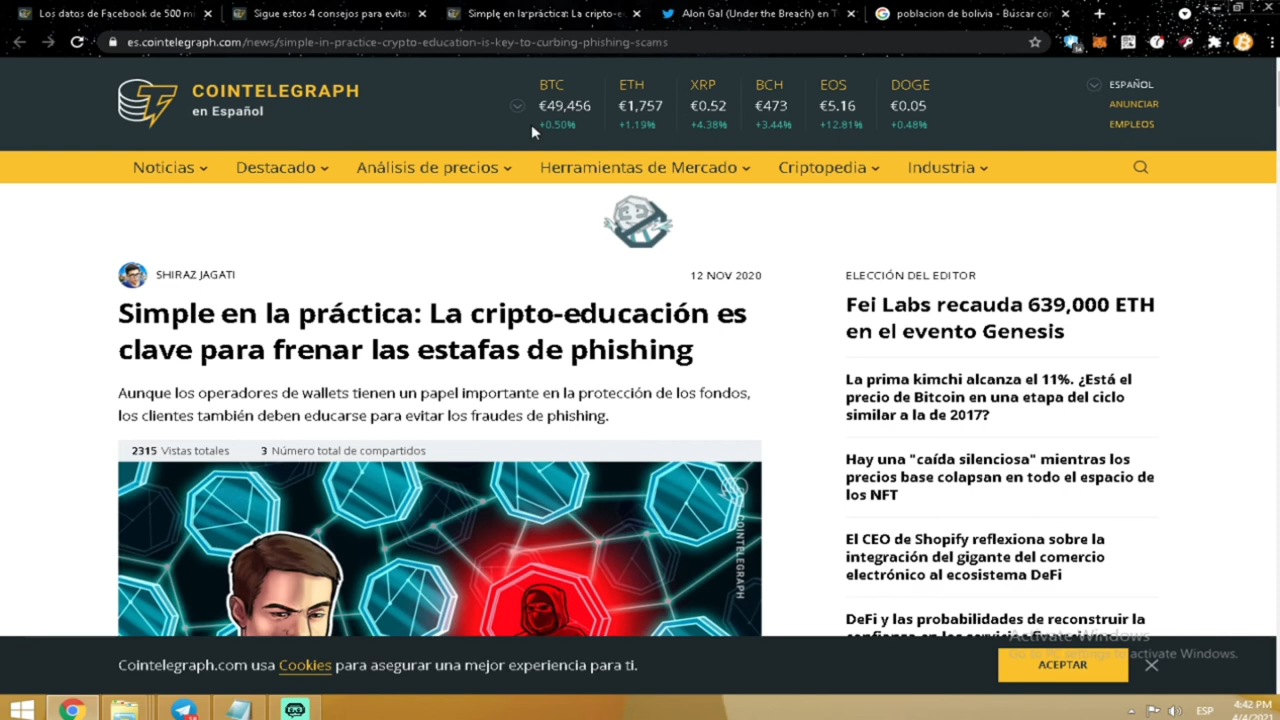 Los datos de Facebook de 500 m
Sigue estos 4 consejos para evita
Simple en la práctica: La cripto-e
Alon Gal (Under the Breach) en T
poblacion de bolivia - Buscar co
es.cointelegraph.com/news/simple-in-practice-crypto-education-is-key-to-curbing-phishing-scams
COINTELEGRAPH
en Español
BTC ETH XRP BCH EOS DOGE
€49,456 €1,757 €0.52 €473 €5.16 €0.05
+0.50% +1.19% +4.38% +3.44% +12.81% +0.48%
ESPAÑOL
ANUNCIAR
EMPLEOS
Noticias Destacado Análisis de precios Herramientas de Mercado Criptopedia Industria
SHIRAZ JAGATI
12 NOV 2020
Simple en la práctica: La cripto-educación es
clave para frenar las estafas de phishing
Aunque los operadores de wallets tienen un papel importante en la protección de los fondos,
los clientes también deben educarse para evitar los fraudes de phishing.
2315 Vistas totales 3 Número total de compartidos
COINTELEGRAPH
ELECCIÓN DEL EDITOR
Fei Labs recauda 639,000 ETH
en el evento Genesis
La prima kimchi alcanza el 11%. ¿Está el
precio de Bitcoin en una etapa del ciclo
similar a la de 2017?
Hay una "caída silenciosa" mientras los
precios base colapsan en todo el espacio de
los NFT
El CEO de Shopify reflexiona sobre la
integración del gigante del comercio
electrónico al ecosistema DeFi
DeFi y las probabilidades de reconstruir la
Activate Windows
Go to PC settings to activate Windows.
Cointelegraph.com usa Cookies para asegurar una mejor experiencia para ti.
ACEPTAR
ESP
4:42 PM
4/4/2021